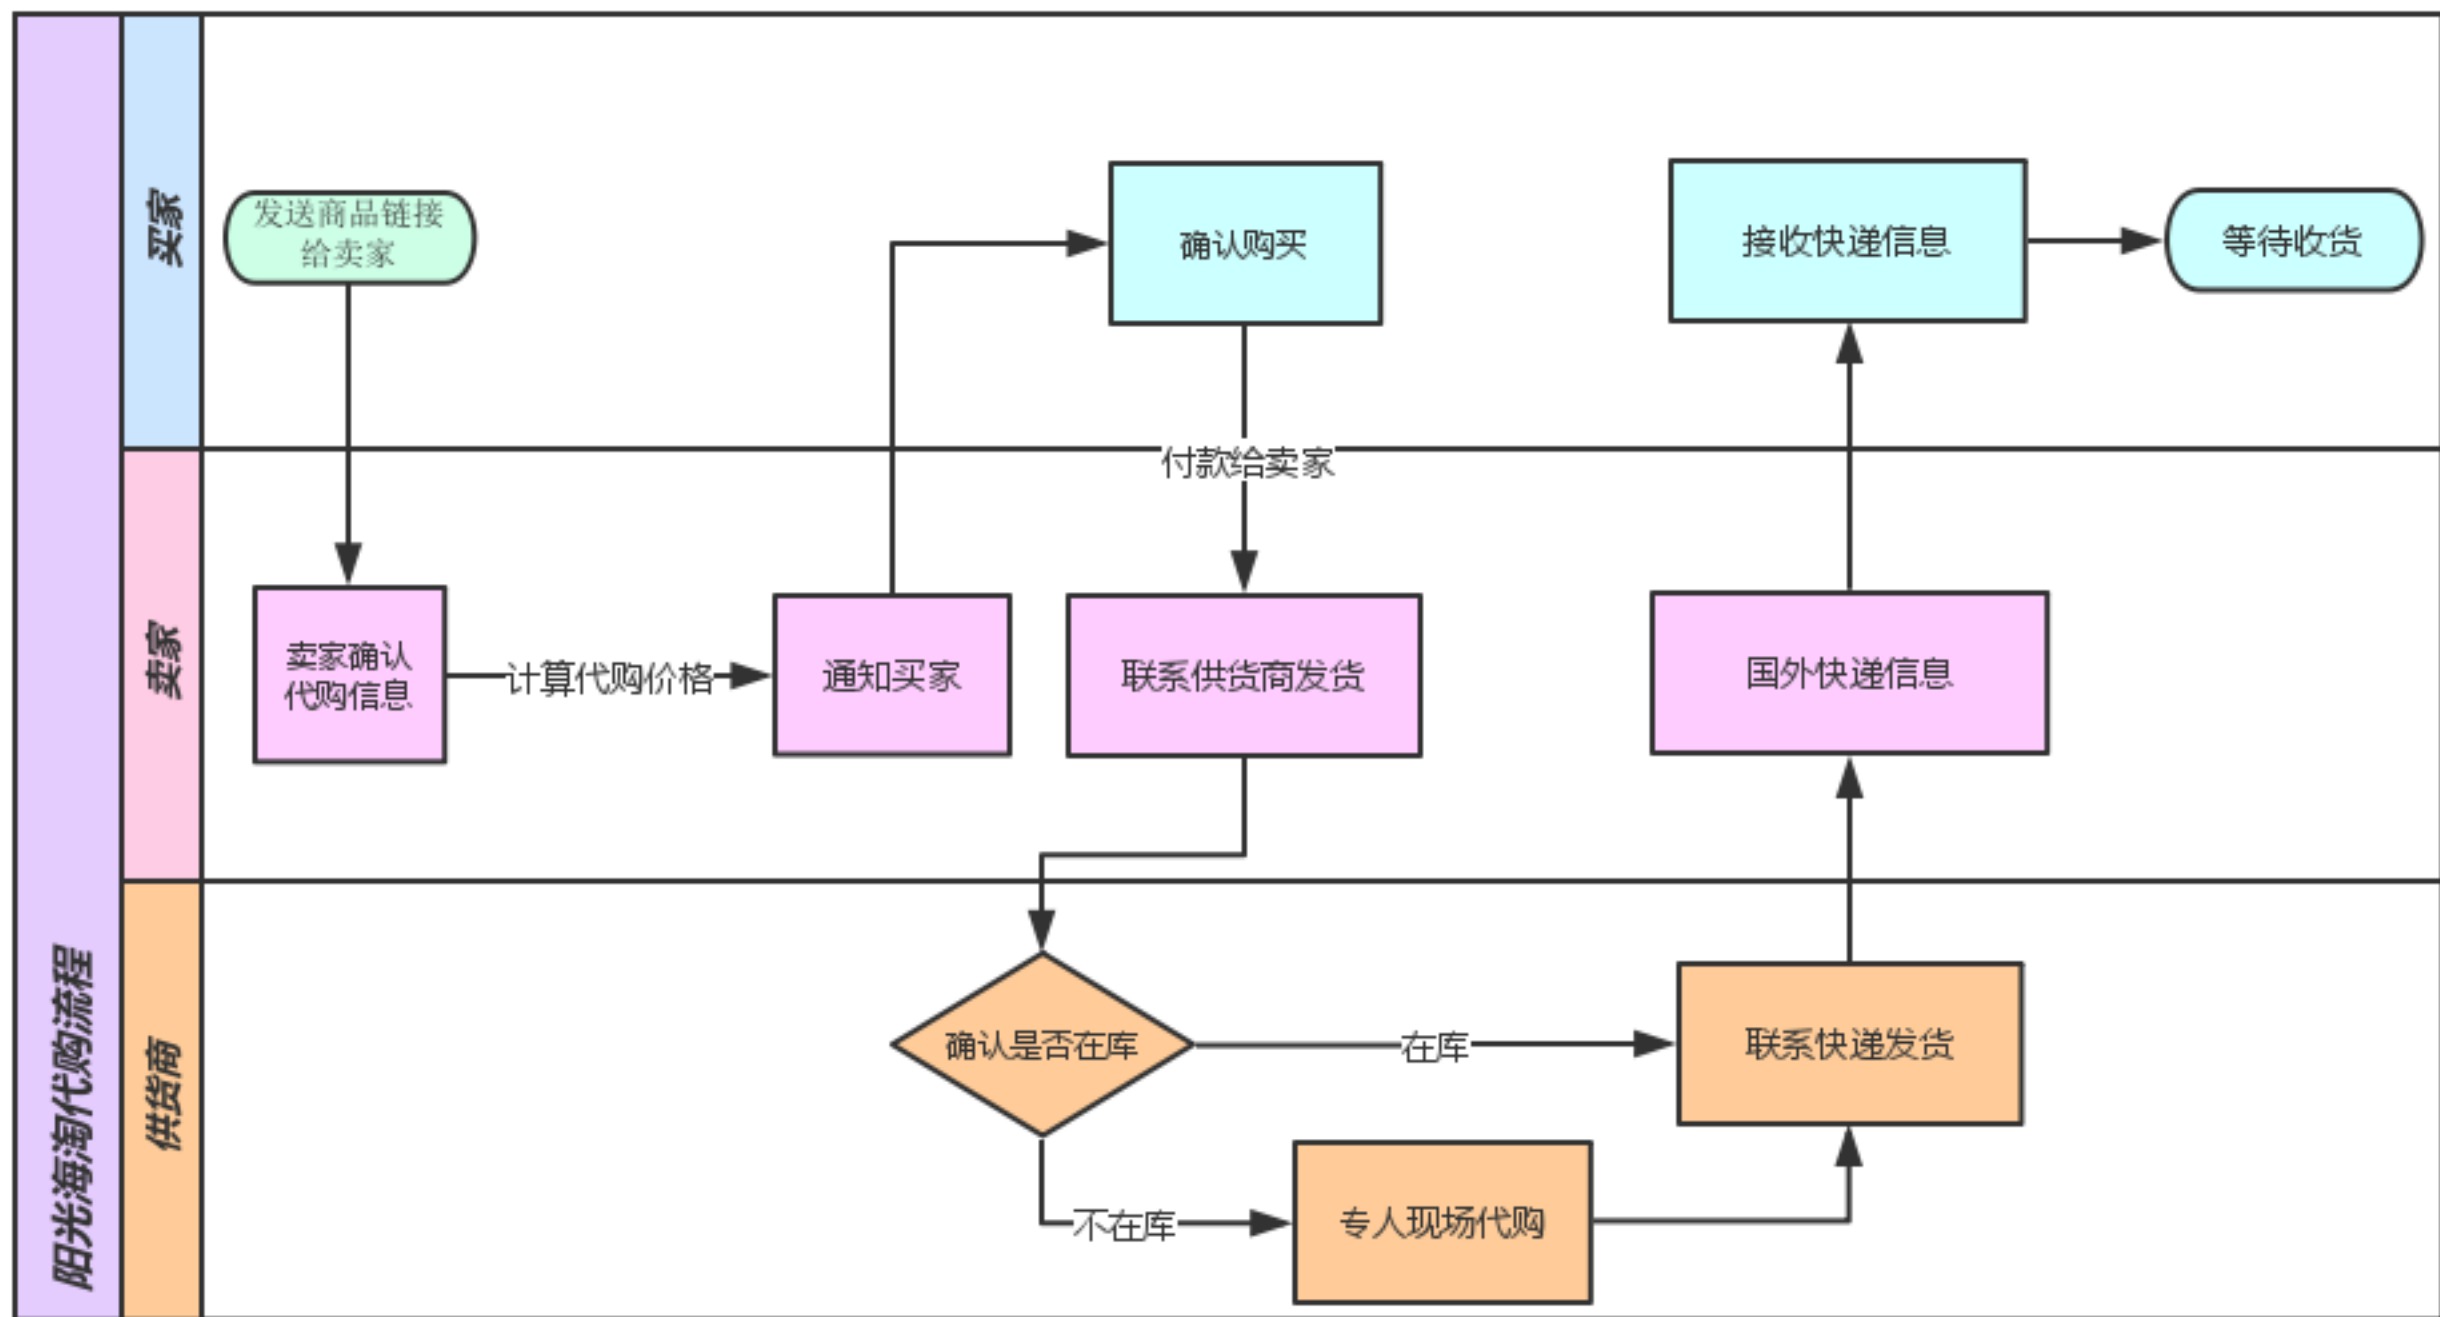 阳光海淘代购流程
买家
发送商品链接
给卖家
确认购买
接收快递信息
等待收货
付款给卖家
卖家
卖家确认
代购信息
计算代购价格
通知买家
联系供货商发货
国外快递信息
供货商
确认是否在库
在库
联系快递发货
不在库
专人现场代购